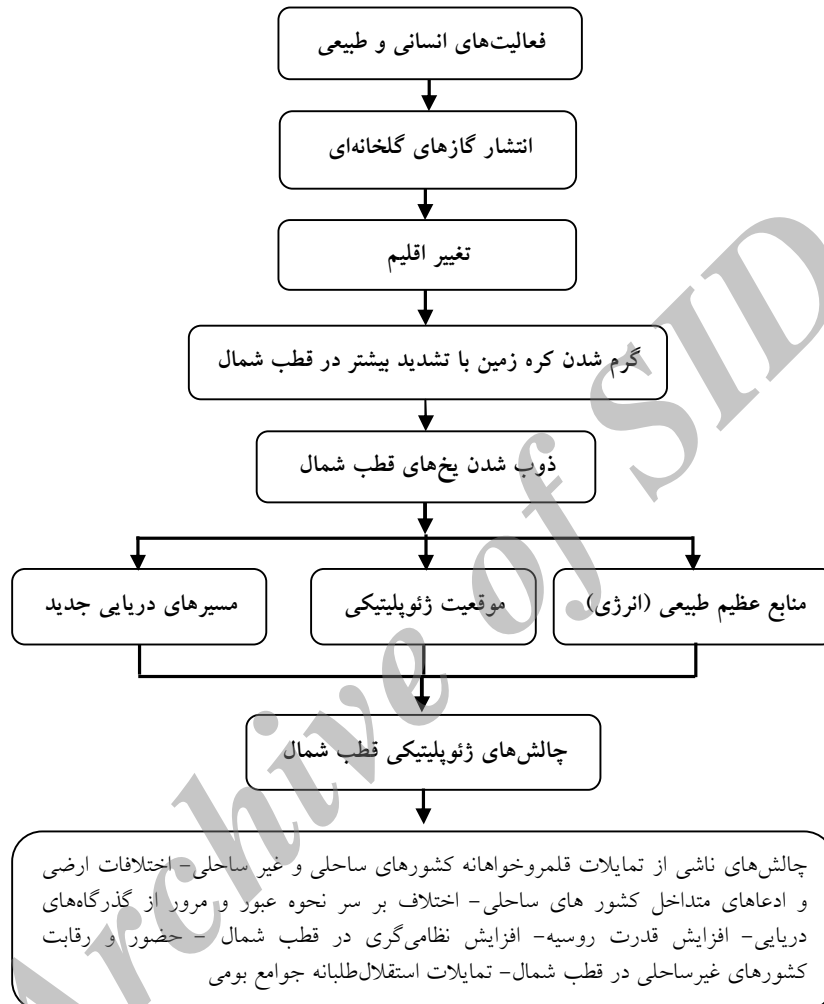 فعالیت‌های انسانی و طبیعی
انتشار گازهای گلخانه‌ای
تغییر اقلیم
گرم شدن کره زمین با تشدید بیشتر در قطب شمال
ذوب شدن یخ‌های قطب شمال
منابع عظیم طبیعی (انرژی)
موقعیت ژئوپلیتیکی
مسیرهای دریایی جدید
چالش‌های ژئوپلیتیکی قطب شمال
چالش‌های ناشی از تمایلات قلمروخواهانه کشورهای ساحلی و غیر ساحلی- اختلافات ارضی
و ادعاهای متداخل کشور های ساحلی- اختلاف بر سر نحوه عبور و مرور از گذرگاه‌های
دریایی- افزایش قدرت روسیه- افزایش نظامی‌گری در قطب شمال - حضور و رقابت
کشورهای غیرساحلی در قطب شمال- تمایلات استقلال‌طلبانه جوامع بومی
Archive of SID